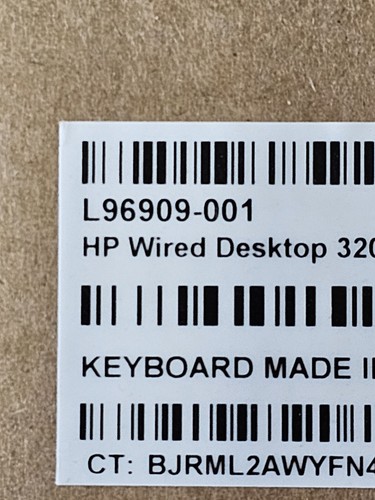 L96909-001
HP Wired Desktop 320
KEYBOARD MADE I
CT: BJRML2AWYFN4